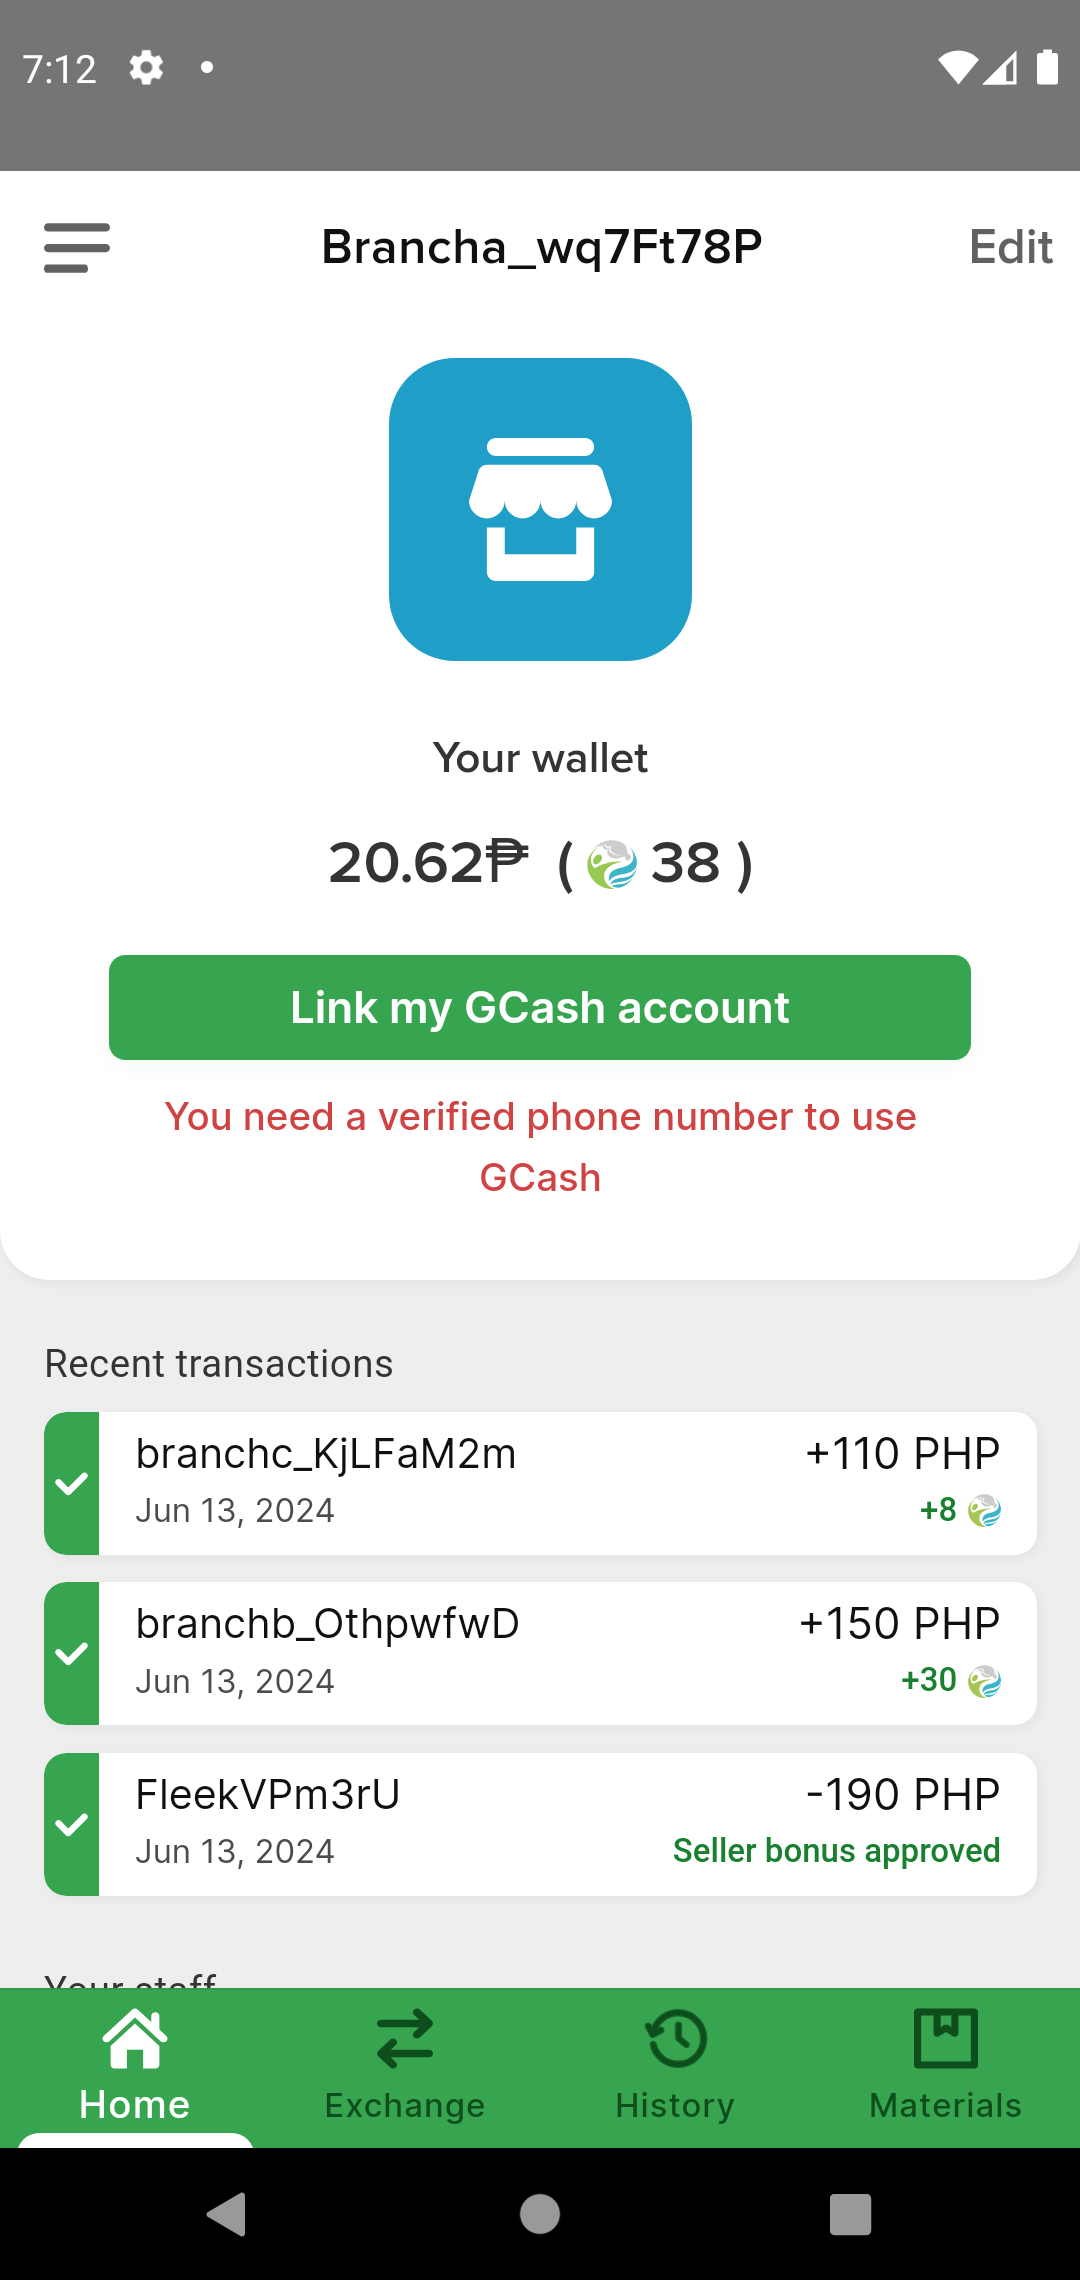 7:12
Brancha_wq7Ft78P
Edit
Your wallet
20.62₱ ( 38 )
Link my GCash account
You need a verified phone number to use
GCash
Recent transactions
branchc_KjLFaM2m +110 PHP
Jun 13, 2024 +8
branchb_OthpwfwD +150 PHP
Jun 13, 2024 +30
FleekVPm3rU -190 PHP
Jun 13, 2024 Seller bonus approved
Your staff
Home Exchange History Materials